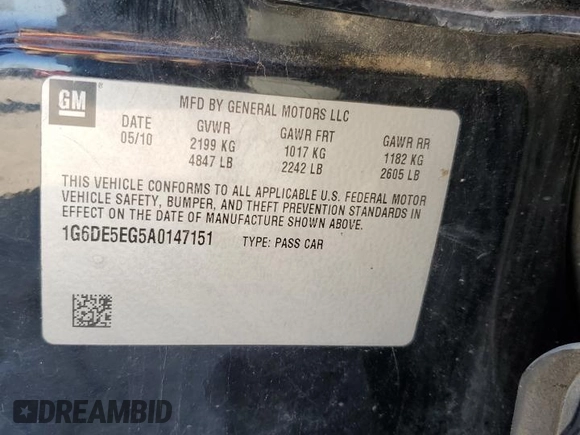 GM
MFD BY GENERAL MOTORS LLC
DATE GVWR GAWR FRT GAWR RR
05/10 2199 KG 1017 KG 1182 KG
4847 LB 2242 LB 2605 LB
THIS VEHICLE CONFORMS TO ALL APPLICABLE U.S. FEDERAL MOTOR
VEHICLE SAFETY, BUMPER, AND THEFT PREVENTION STANDARDS IN
EFFECT ON THE DATE OF MANUFACTURE SHOWN ABOVE.
1G6DE5EG5A0147151 TYPE: PASS CAR
DREAMBID